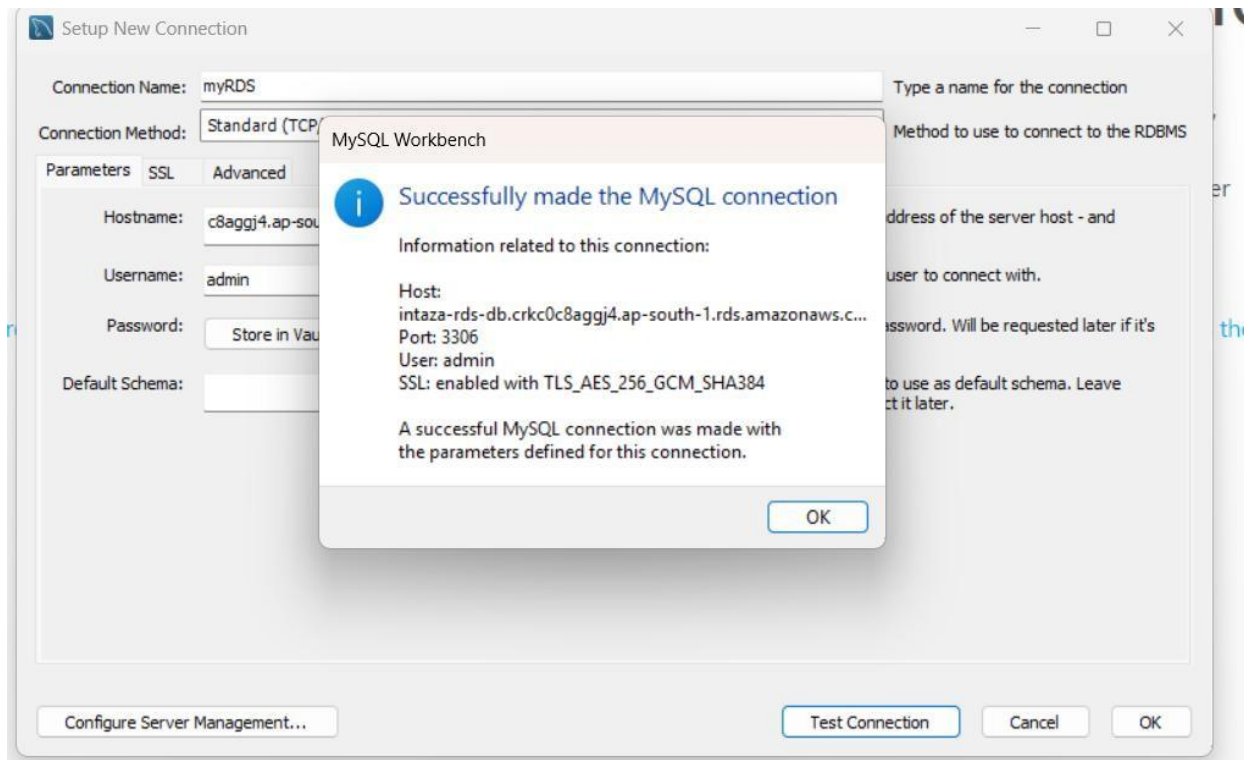 Setup New Connection
Connection Name: myRDS Type a name for the connection
Connection Method: Standard (TCP/ Method to use to connect to the RDBMS
MySQL Workbench
Parameters SSL Advanced
Successfully made the MySQL connection
Hostname: c8aggj4.ap-sou ddress of the server host - and
Information related to this connection:
Username: admin user to connect with.
Host:
intaza-rds-db.crkc0c8aggj4.ap-south-1.rds.amazonaws.c...
Password: Store in Vau assword. Will be requested later if it's
Port: 3306
User: admin
SSL: enabled with TLS_AES_256_GCM_SHA384
Default Schema: to use as default schema. Leave
ct it later.
A successful MySQL connection was made with
the parameters defined for this connection.
OK
Configure Server Management... Test Connection Cancel OK